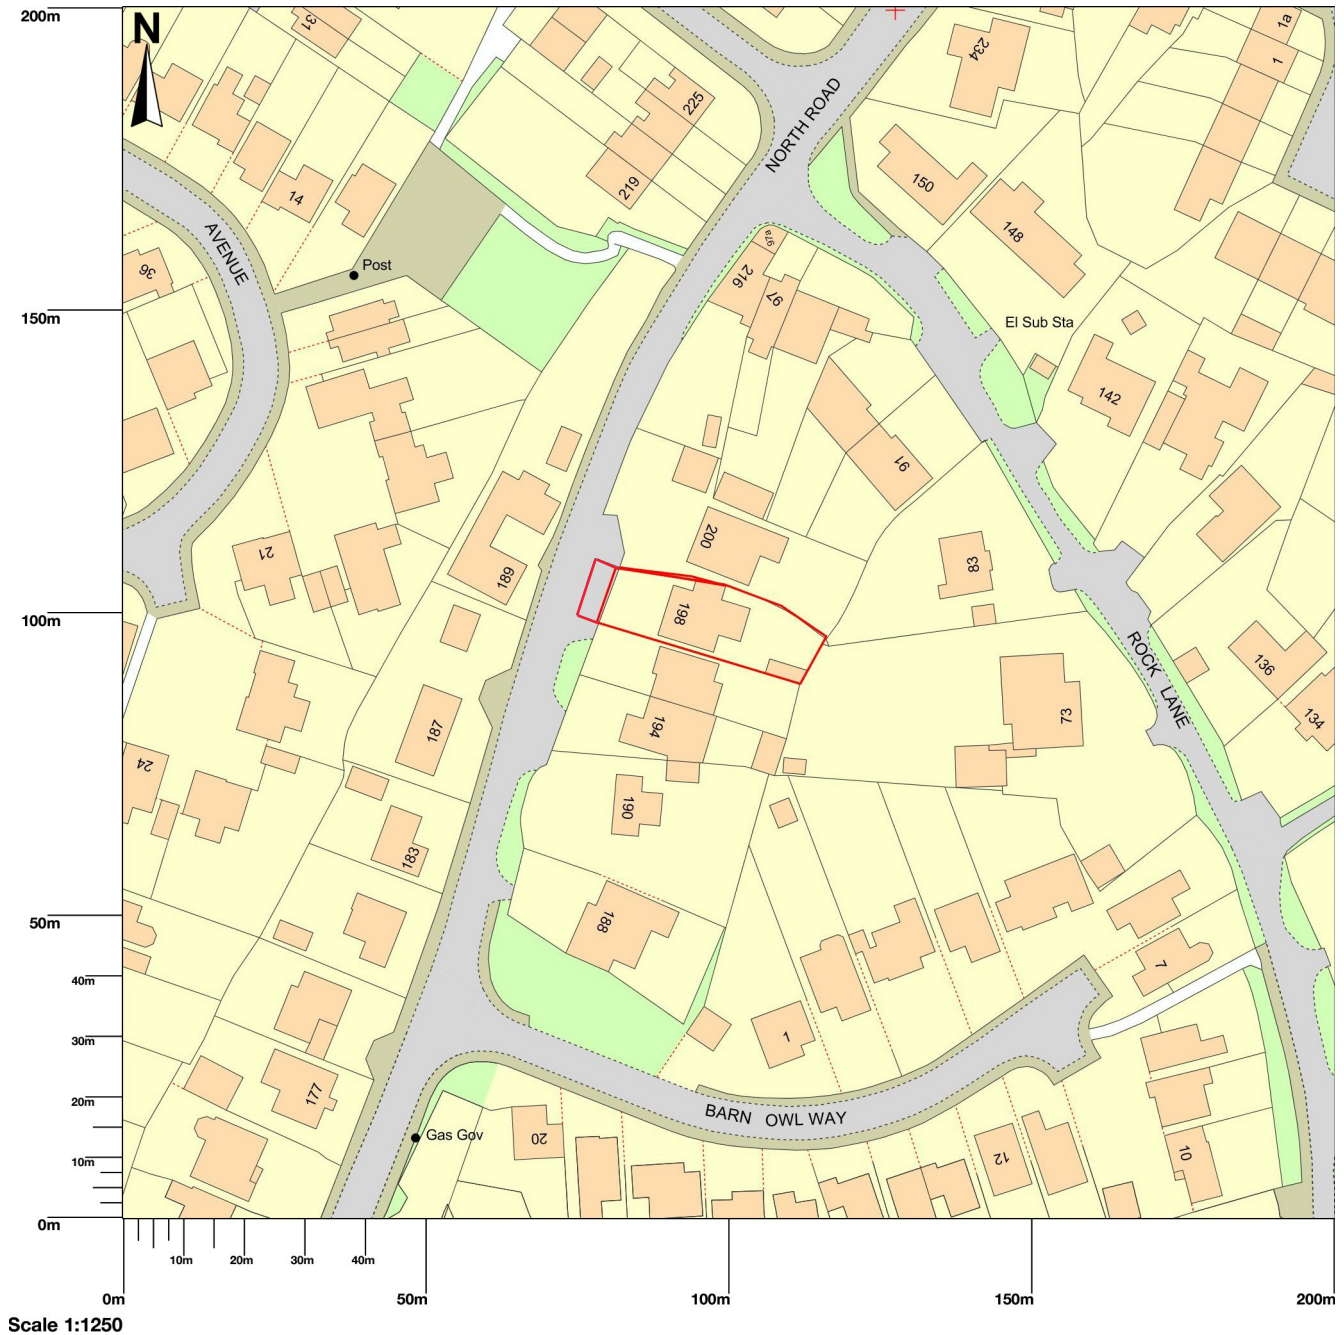 200m
N
31
1a
1
234
225
NORTH ROAD
219
150
14
148
AVENUE
97a
36
Post
216
97
150m
El Sub Sta
142
91
200
21
83
189
100m
198
ROCK LANE
136
187
194
73
134
24
190
183
50m
188
40m
7
1
30m
177
20m
BARN OWL WAY
Gas Gov
20
12
10
10m
0m
10m
20m
30m
40m
0m
50m
100m
150m
200m
Scale 1:1250